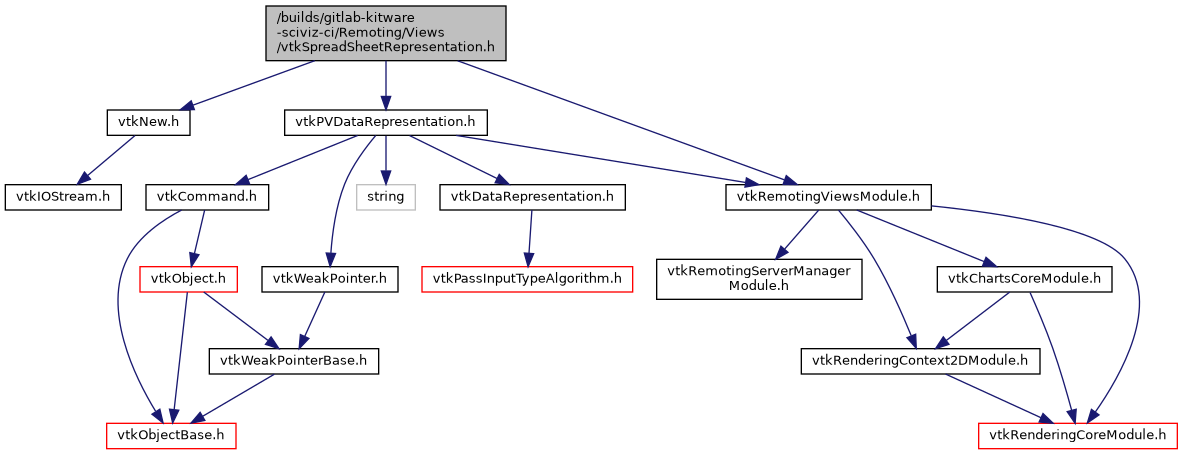 /builds/gitlab-kitware
-sciviz-ci/Remoting/Views
/vtkSpreadSheetRepresentation.h
vtkNew.h
vtkPVDataRepresentation.h
vtkIOStream.h
vtkCommand.h
string
vtkDataRepresentation.h
vtkRemotingViewsModule.h
vtkObject.h
vtkWeakPointer.h
vtkPassInputTypeAlgorithm.h
vtkRemotingServerManager
Module.h
vtkChartsCoreModule.h
vtkWeakPointerBase.h
vtkRenderingContext2DModule.h
vtkObjectBase.h
vtkRenderingCoreModule.h